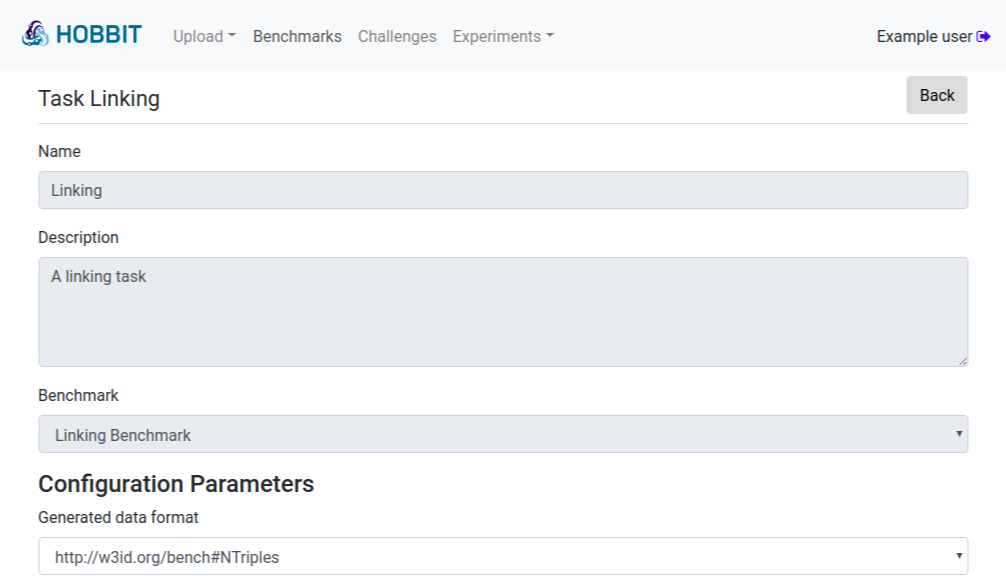 HOBBIT Upload Benchmarks Challenges Experiments Example user
Task Linking Back
Name
Linking
Description
A linking task
Benchmark
Linking Benchmark
Configuration Parameters
Generated data format
http://w3id.org/bench#NTriples